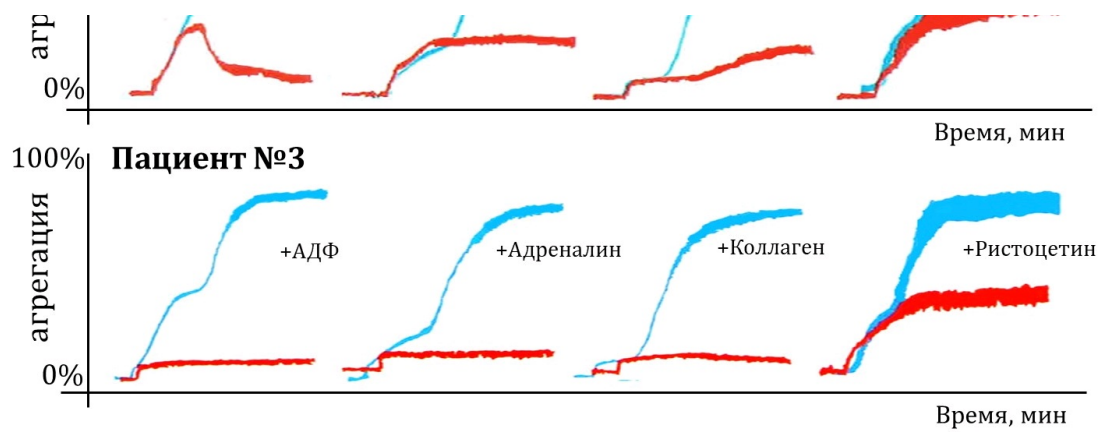 агр
0%
Время, мин
100% Пациент №3
агрегация
+АДФ +Адреналин +Коллаген +Ристоцетин
0%
Время, мин